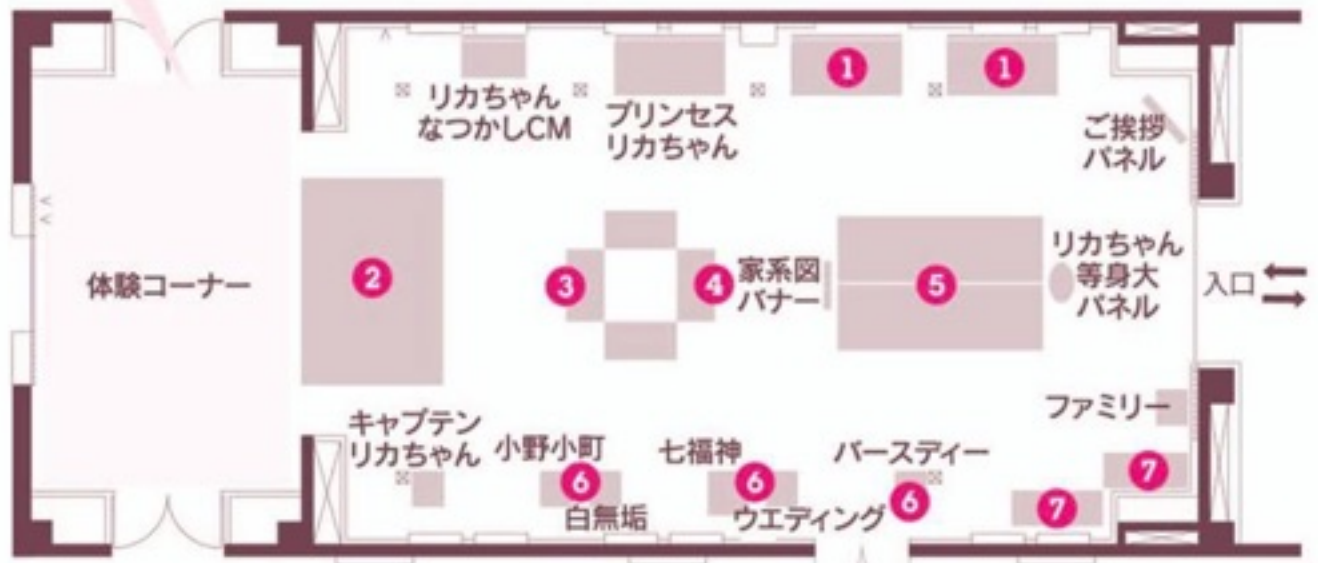 1
1
リカちゃん
なつかしCM
プリンセス
リカちゃん
ご挨拶
パネル
体験コーナー
2
3
4
家系図
バナー
5
リカちゃん
等身大
パネル
入口
ファミリー
キャプテン
リカちゃん
小野小町
6
白無垢
七福神
6
ウエディング
バースディー
6
7
7